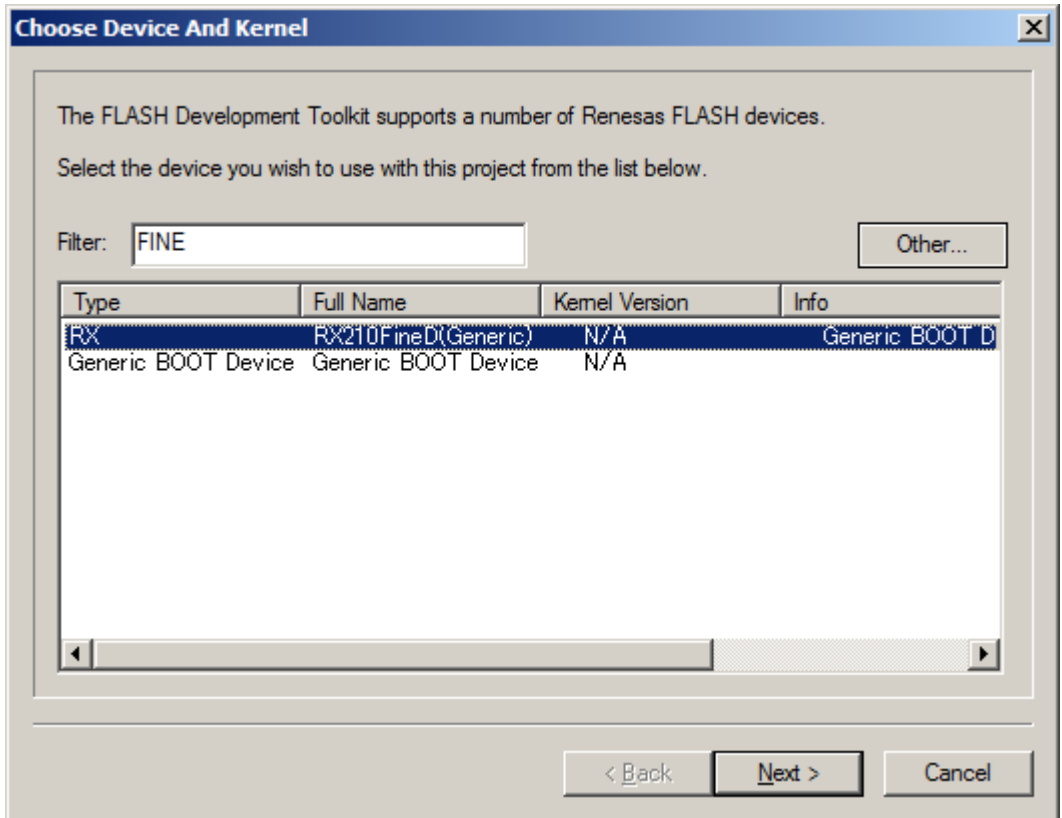 Choose Device And Kernel
The FLASH Development Toolkit supports a number of Renesas FLASH devices.
Select the device you wish to use with this project from the list below.
Filter: FINE Other...
Type Full Name Kernel Version Info
RX RX210FineD(Generic) N/A Generic BOOT D
Generic BOOT Device Generic BOOT Device N/A
< Back Next > Cancel